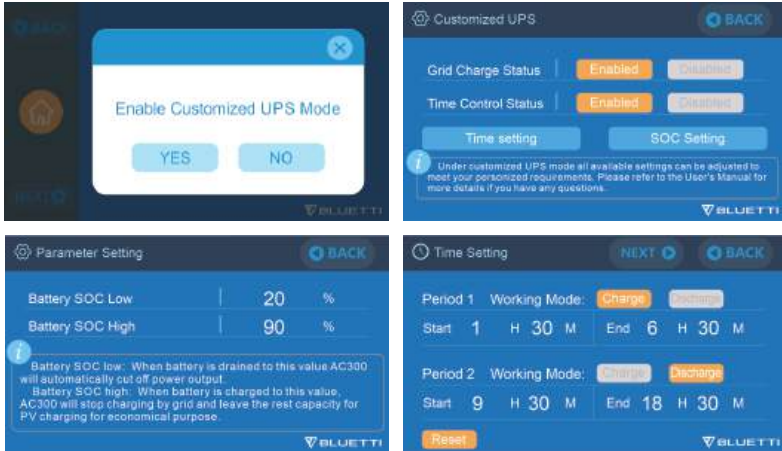 BACK
Enable Customized UPS Mode
YES
NO
NEXT
BLUETTI
Customized UPS
BACK
Grid Charge Status
Enabled
Disabled
Time Control Status
Enabled
Disabled
Time setting
SOC Setting
Under customized UPS mode all available settings can be adjusted to
meet your personized requirements. Please refer to the User's Manual for
more details if you have any questions.
BLUETTI
Parameter Setting
BACK
Battery SOC Low 20 %
Battery SOC High 90 %
Battery SOC low: When battery is drained to this value AC300
will automatically cut off power output.
Battery SOC high: When battery is charged to this value,
AC300 will stop charging by grid and leave the rest capacity for
PV charging for economical purpose.
BLUETTI
Time Setting
NEXT
BACK
Period 1 Working Mode: Charge Discharge
Start 1 H 30 M End 6 H 30 M
Period 2 Working Mode: Charge Discharge
Start 9 H 30 M End 18 H 30 M
Reset
BLUETTI